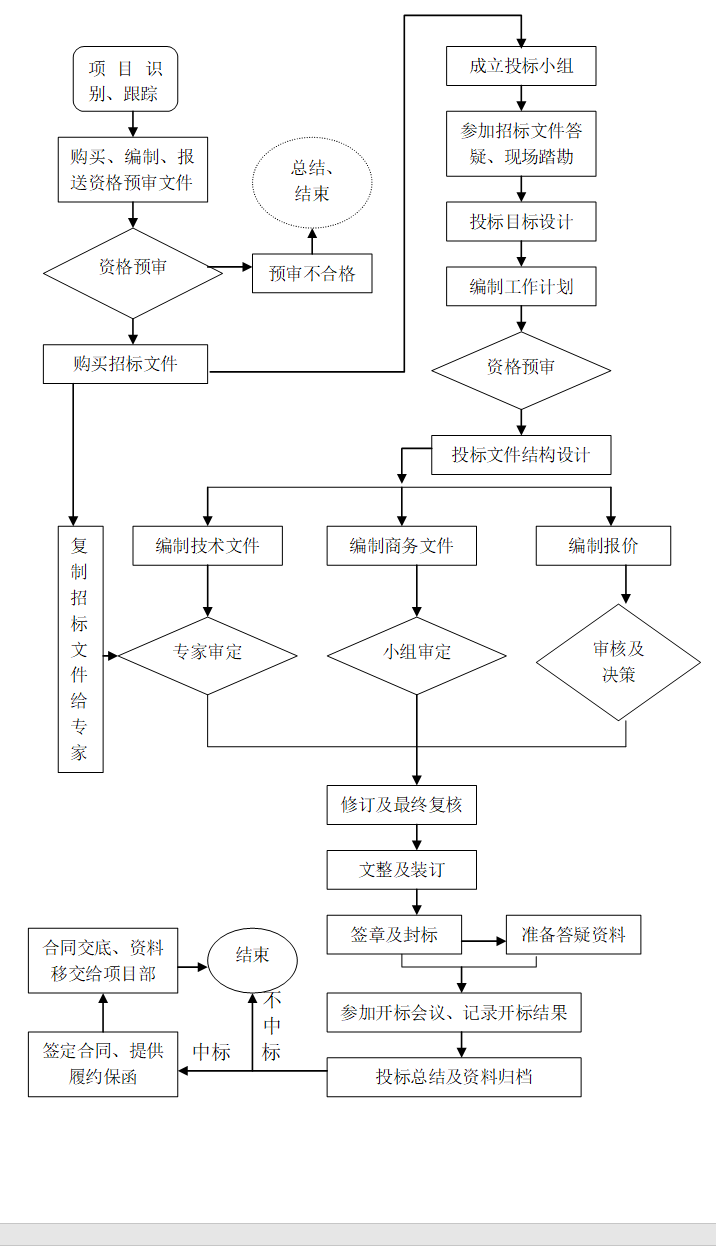 项 目 识
别、跟踪
购买、编制、报
送资格预审文件
资格预审
预审不合格
总结、
结束
购买招标文件
成立投标小组
参加招标文件答
疑、现场踏勘
投标目标设计
编制工作计划
资格预审
投标文件结构设计
编制技术文件
编制商务文件
编制报价
复
制
招
标
文
件
给
专
家
专家审定
小组审定
审核及
决策
修订及最终复核
文整及装订
签章及封标
准备答疑资料
参加开标会议、记录开标结果
投标总结及资料归档
不
中
标
中标
签定合同、提供
履约保函
合同交底、资料
移交给项目部
结束